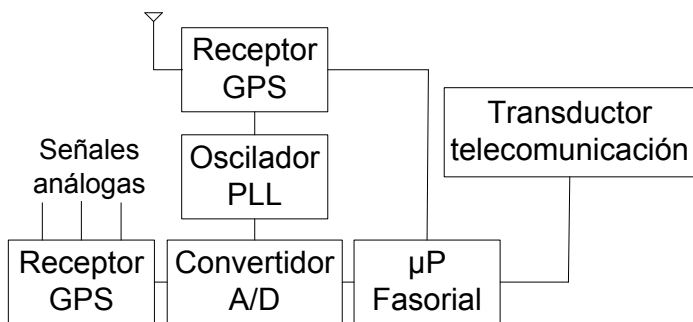 Receptor
GPS
Transductor
telecomunicación
Señales
análogas
Oscilador
PLL
Receptor
GPS
Convertidor
A/D
µP
Fasorial